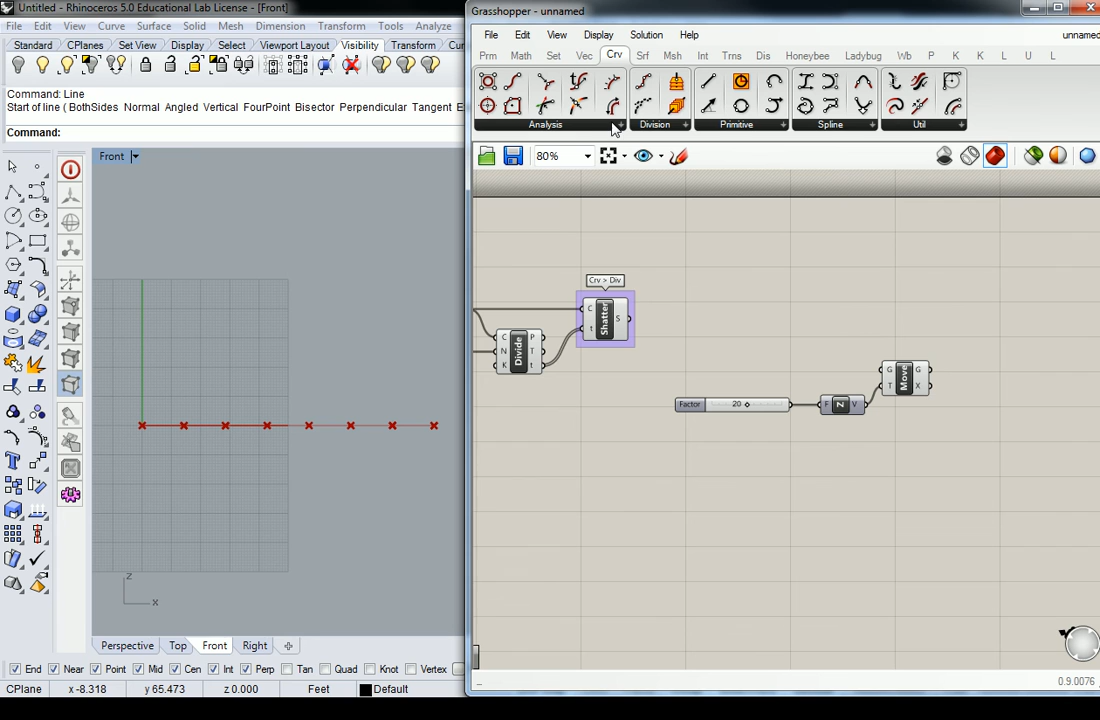 Untitled - Rhinoceros 5.0 Educational Lab License - [Front]
File Edit View Curve Surface Solid Mesh Dimension Transform Tools Analyze
Standard CPlanes Set View Display Select Viewport Layout Visibility Transform
Command: Line
Start of line ( BothSides Normal Angled Vertical FourPoint Bisector Perpendicular Tangent E
Command:
Front
z
x
Perspective Top Front Right
End Near Point Mid Cen Int Perp Tan Quad Knot Vertex
CPlane x -8.318 y 65.473 z 0.000 Feet Default
Grasshopper - unnamed
File Edit View Display Solution Help unnamed
Prm Math Set Vec Crv Srf Msh Int Trns Dis Honeybee Ladybug Wb P K K L U L
Analysis Division Primitive Spline Util
80%
Crv > Div
C t Shatter S
C N K Divide P T t
Factor 20
F Z V
G T Move G X
0.9.0076